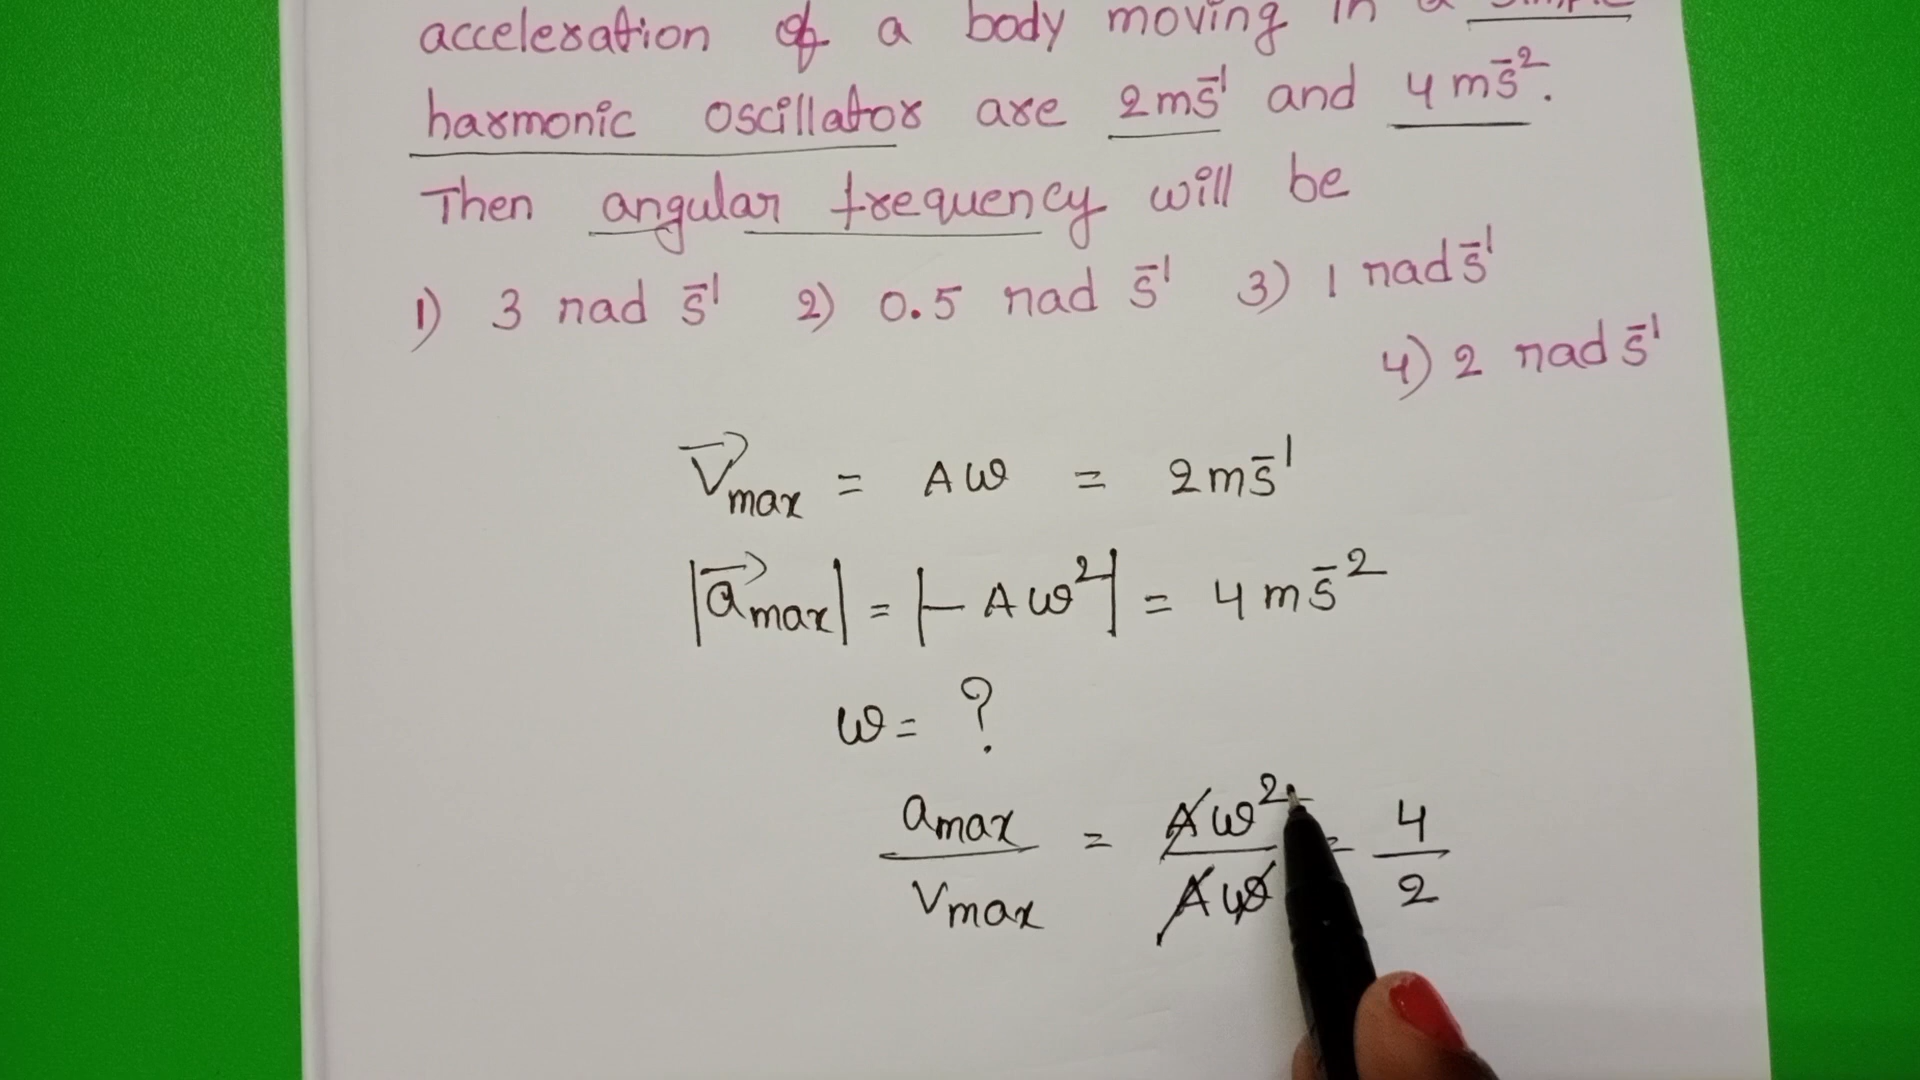 acceleration of a body moving in a simple
harmonic oscillator are 2ms⁻¹ and 4ms⁻².
Then angular frequency will be
1) 3 rad s⁻¹ 2) 0.5 rad s⁻¹ 3) 1 rad s⁻¹
4) 2 rad s⁻¹
V⃗max = Aω = 2ms⁻¹
|a⃗max| = |-Aω²| = 4ms⁻²
ω = ?
amax / Vmax = Aω² / Aω = 4 / 2